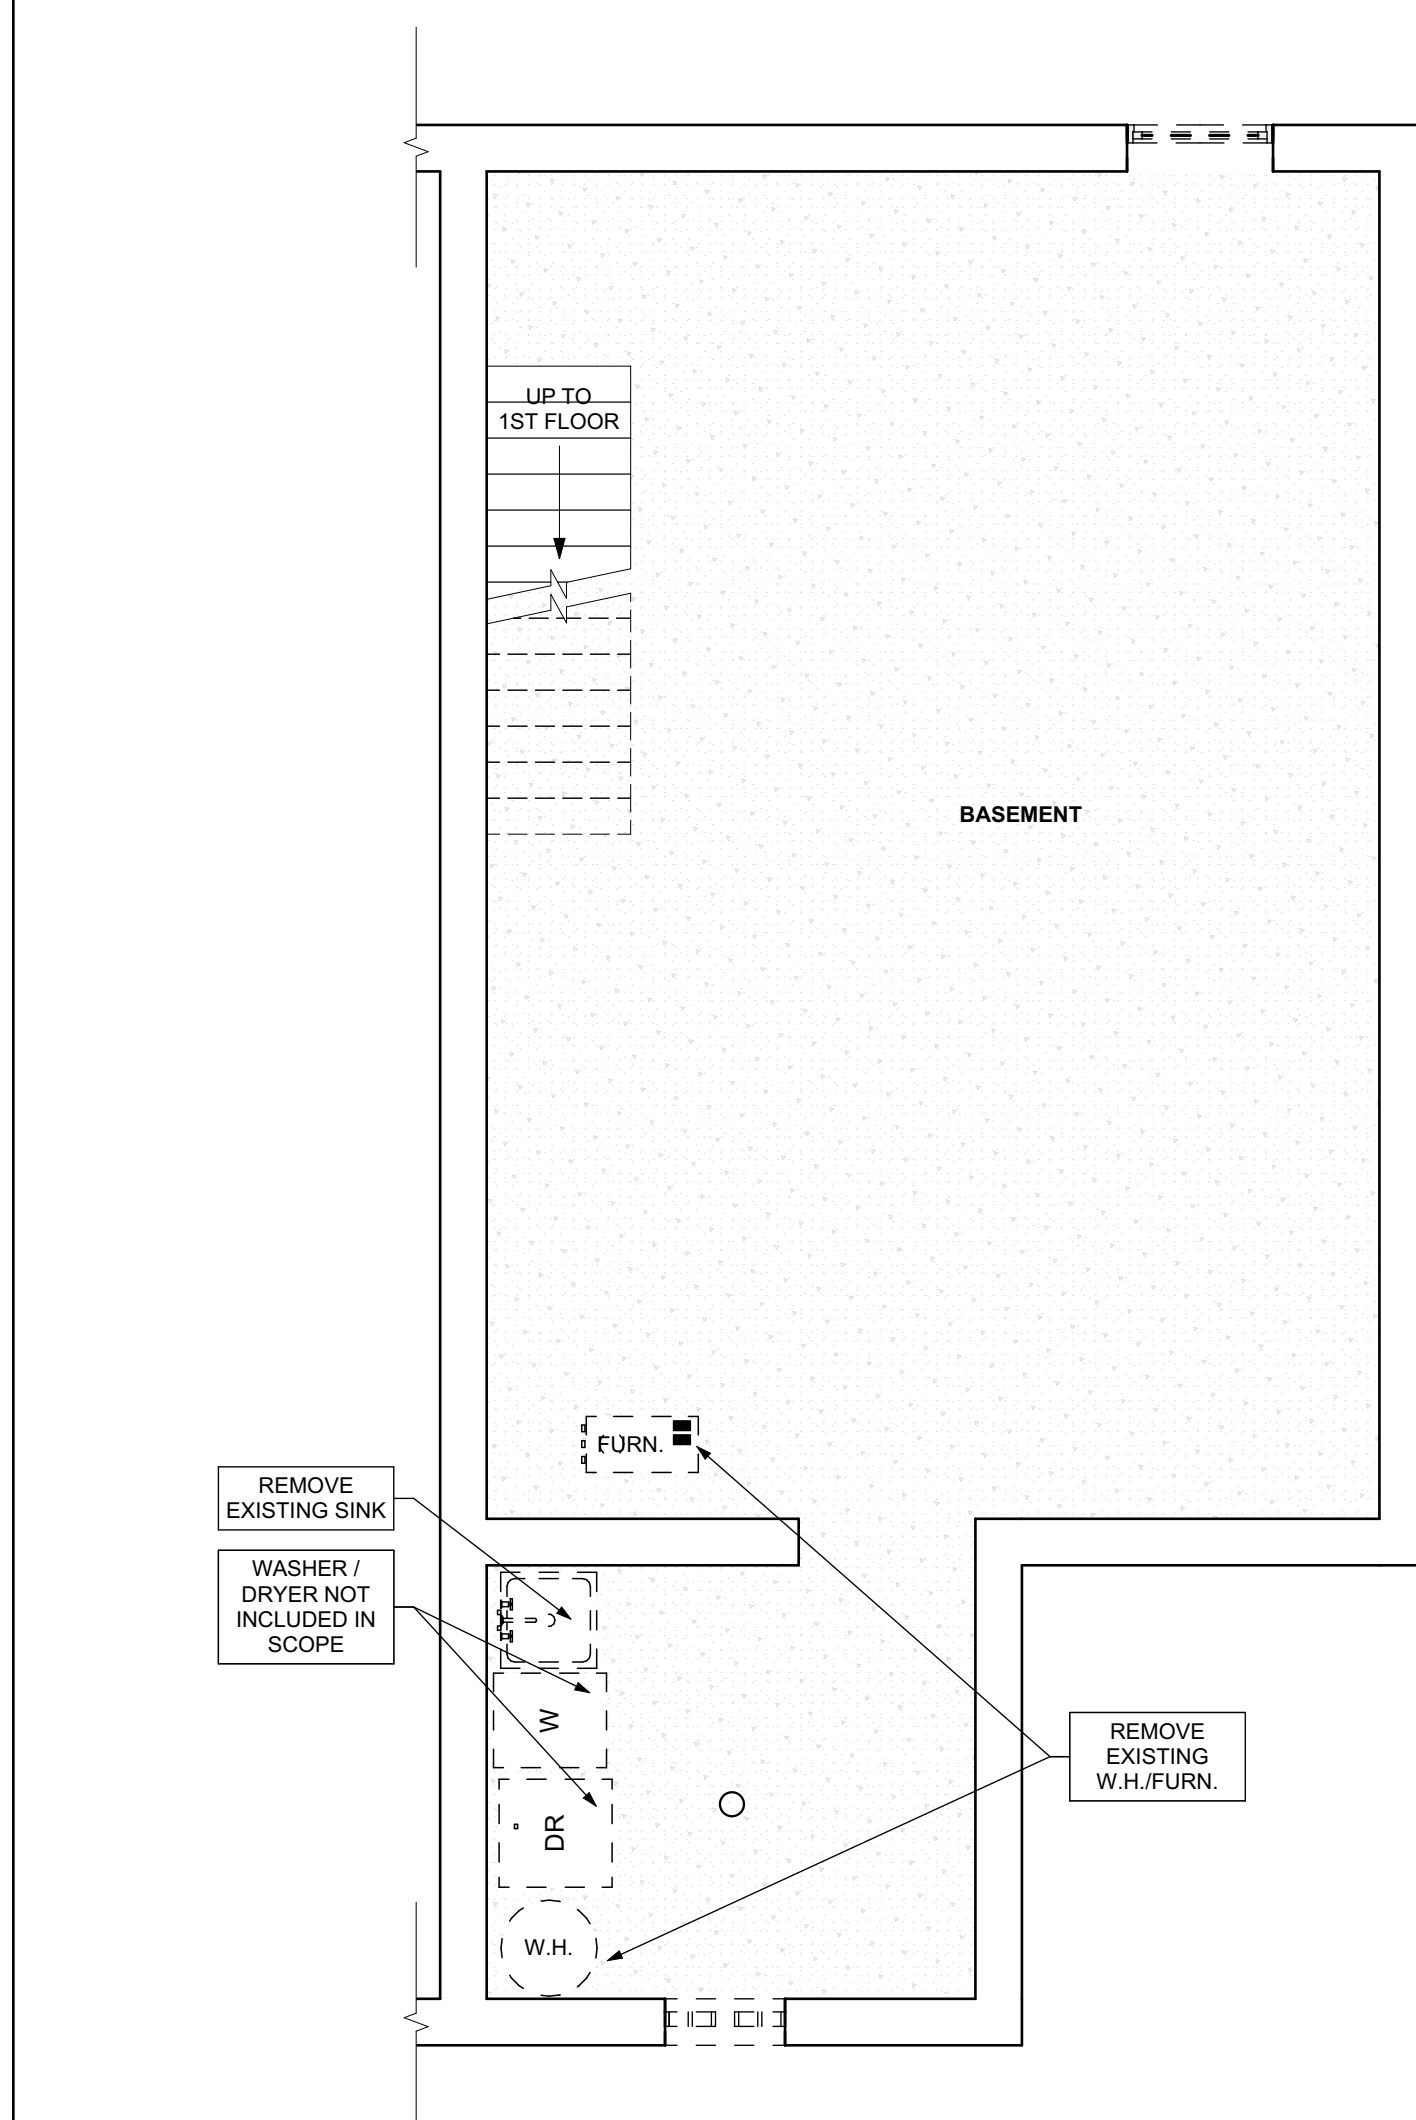 UP TO
1ST FLOOR
BASEMENT
FURN.
REMOVE
EXISTING SINK
WASHER /
DRYER NOT
INCLUDED IN
SCOPE
W
DR
W.H.
REMOVE
EXISTING
W.H./FURN.